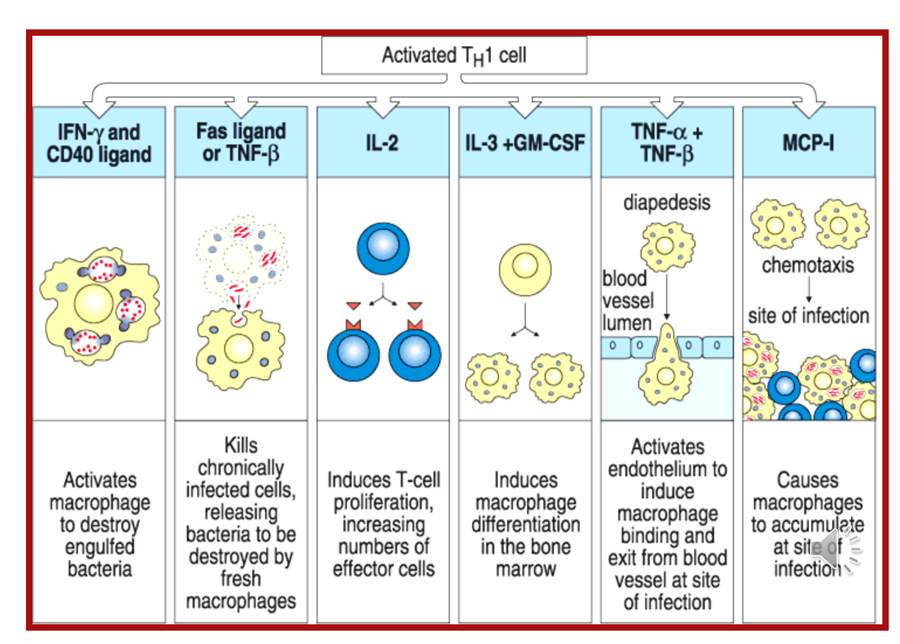 Activated TH1 cell
IFN-γ and
CD40 ligand
Fas ligand
or TNF-β
IL-2
IL-3 +GM-CSF
TNF-α +
TNF-β
MCP-I
diapedesis
blood
vessel
lumen
chemotaxis
site of infection
Activates
macrophage
to destroy
engulfed
bacteria
Kills
chronically
infected cells,
releasing
bacteria to be
destroyed by
fresh
macrophages
Induces T-cell
proliferation,
increasing
numbers of
effector cells
Induces
macrophage
differentiation
in the bone
marrow
Activates
endothelium to
induce
macrophage
binding and
exit from blood
vessel at site
of infection
Causes
macrophages
to accumulate
at site of
infection